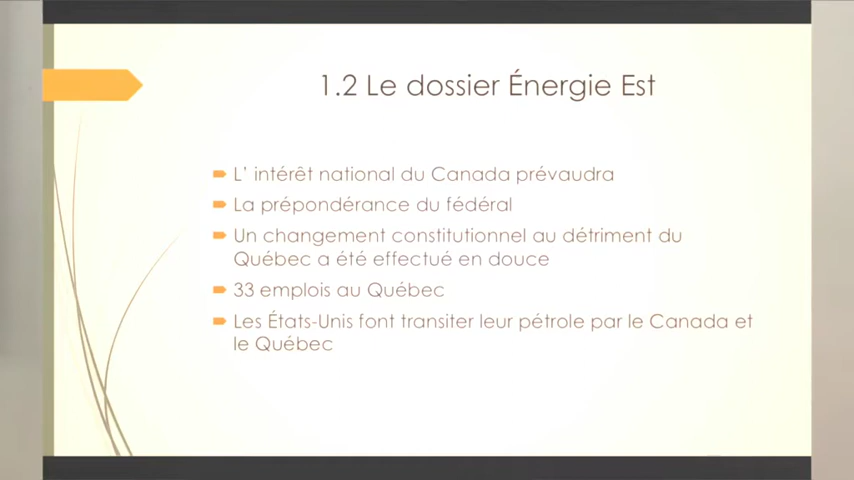 1.2 Le dossier Énergie Est
L' intérêt national du Canada prévaudra
La prépondérance du fédéral
Un changement constitutionnel au détriment du
Québec a été effectué en douce
33 emplois au Québec
Les États-Unis font transiter leur pétrole par le Canada et
le Québec